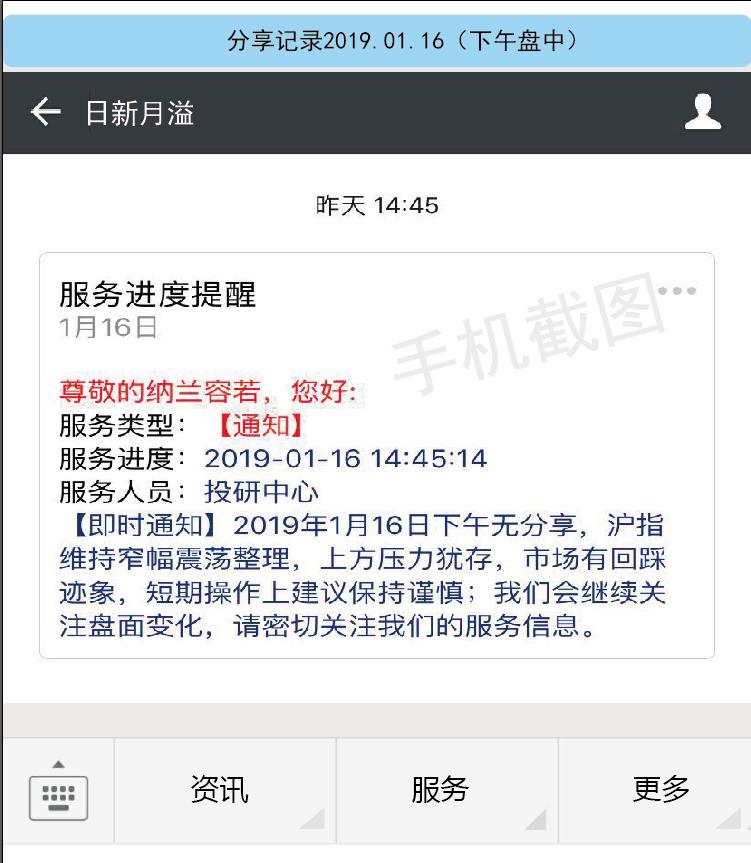 分享记录2019.01.16（下午盘中）
日新月溢
昨天 14:45
服务进度提醒
1月16日
手机截图
尊敬的纳兰容若，您好:
服务类型：【通知】
服务进度：2019-01-16 14:45:14
服务人员：投研中心
【即时通知】2019年1月16日下午无分享，沪指
维持窄幅震荡整理，上方压力犹存，市场有回踩
迹象，短期操作上建议保持谨慎；我们会继续关
注盘面变化，请密切关注我们的服务信息。
资讯
服务
更多